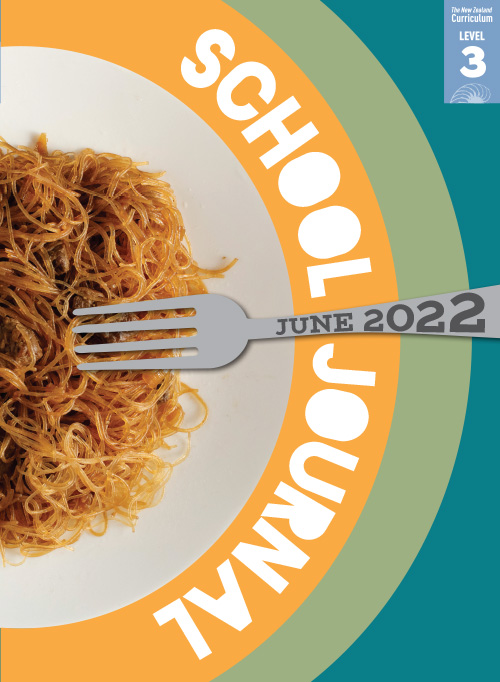 The New Zealand
Curriculum
LEVEL
3
SCHOOL
JOURNAL
JUNE 2022